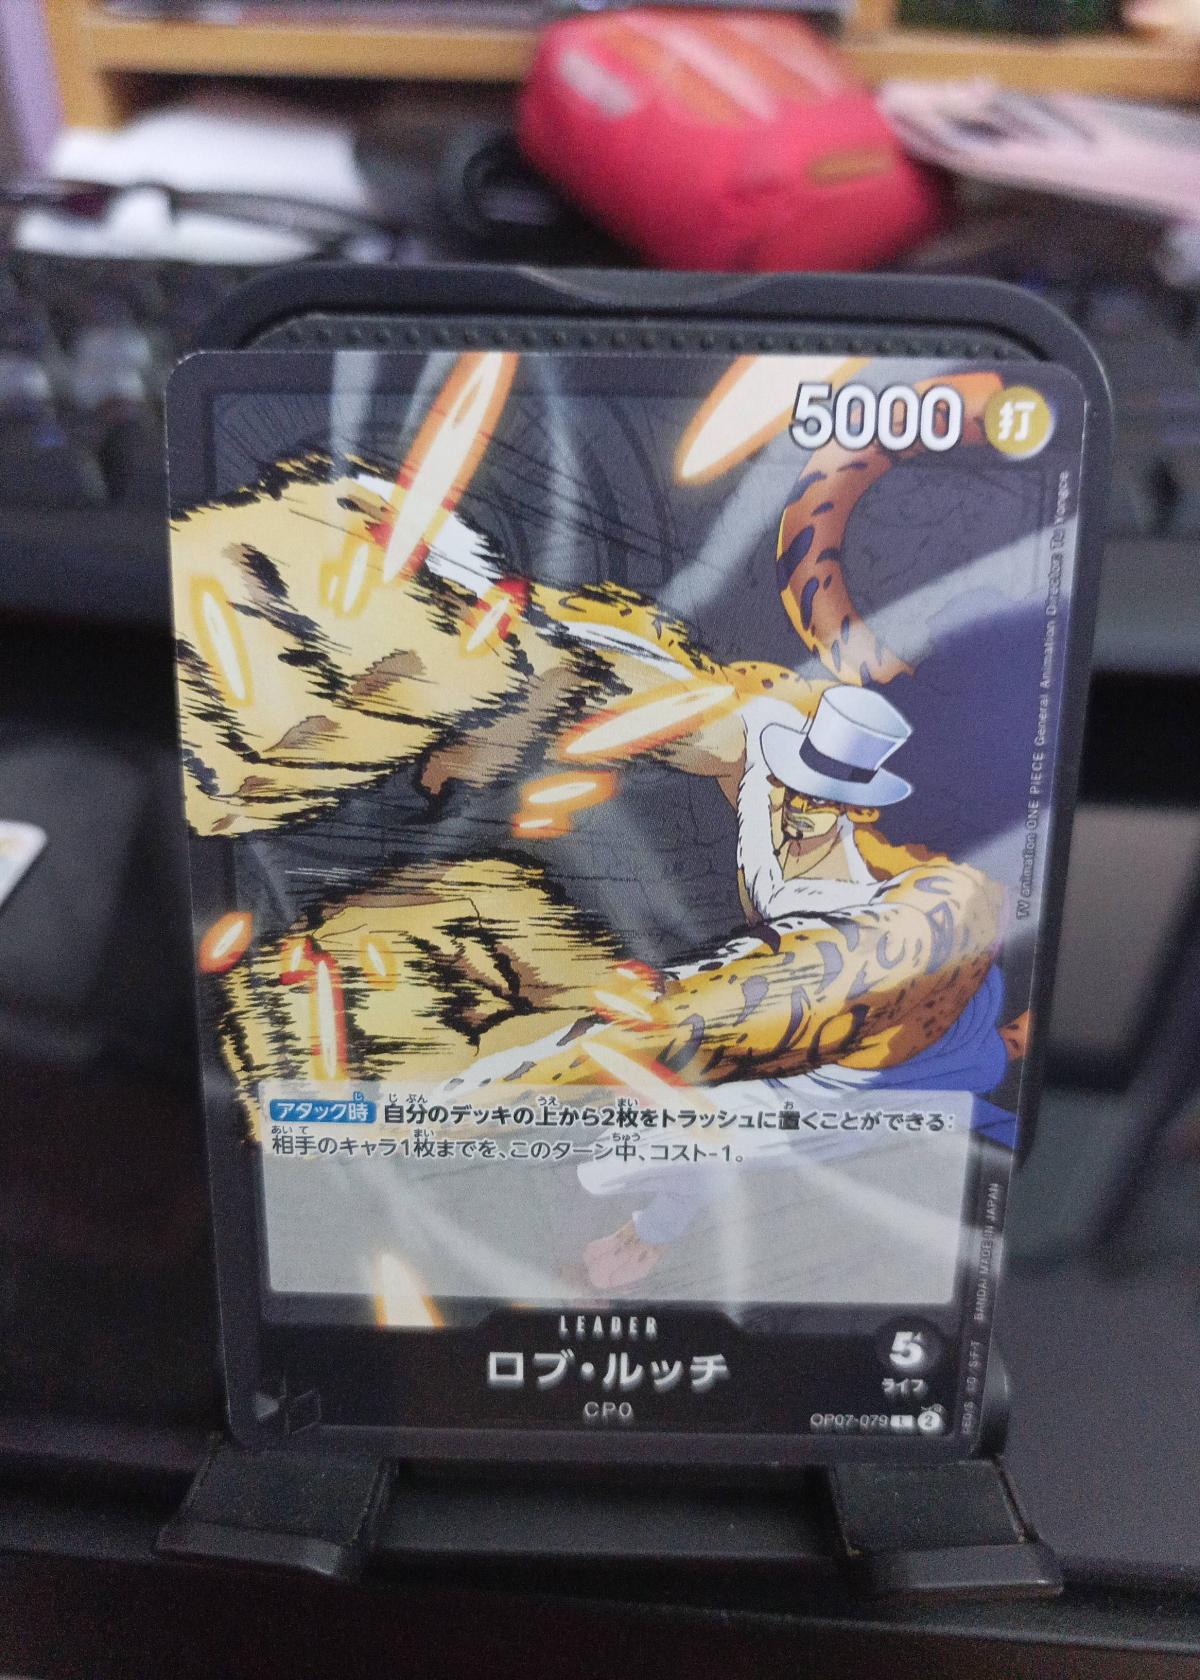 5000 打
TV animation ONE PIECE General Animation Director
アタック時 自分のデッキの上から2枚をトラッシュに置くことができる:
相手のキャラ1枚までを、このターン中、コスト-1。
LEADER
ロブ・ルッチ
CP0
5
ライフ
OP07-079 L 2
BANDAI MADE IN JAPAN